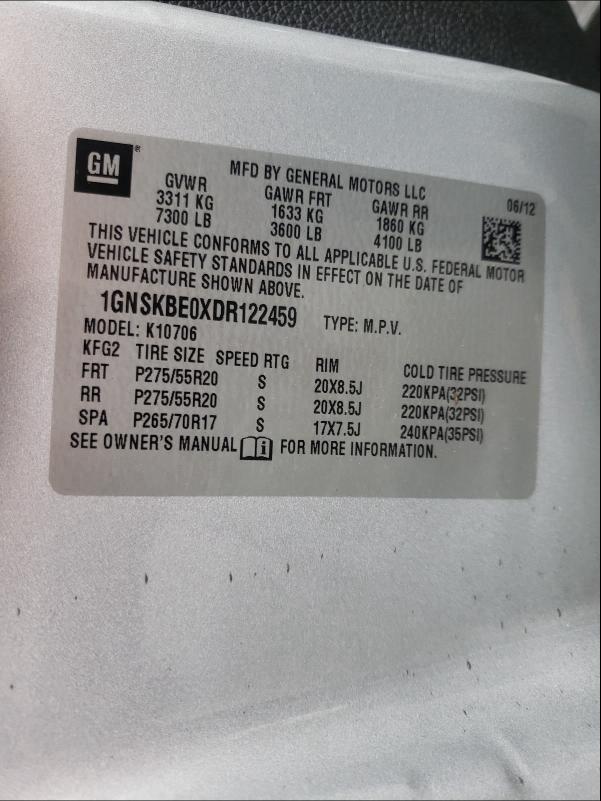 GM
MFD BY GENERAL MOTORS LLC
06/12
GVWR GAWR FRT GAWR RR
3311 KG 1633 KG 1860 KG
7300 LB 3600 LB 4100 LB
THIS VEHICLE CONFORMS TO ALL APPLICABLE U.S. FEDERAL MOTOR
VEHICLE SAFETY STANDARDS IN EFFECT ON THE DATE OF
MANUFACTURE SHOWN ABOVE.
1GNSKBE0XDR122459 TYPE: M.P.V.
MODEL: K10706
KFG2 TIRE SIZE SPEED RTG RIM COLD TIRE PRESSURE
FRT P275/55R20 S 20X8.5J 220KPA(32PSI)
RR P275/55R20 S 20X8.5J 220KPA(32PSI)
SPA P265/70R17 S 17X7.5J 240KPA(35PSI)
SEE OWNER'S MANUAL i FOR MORE INFORMATION.